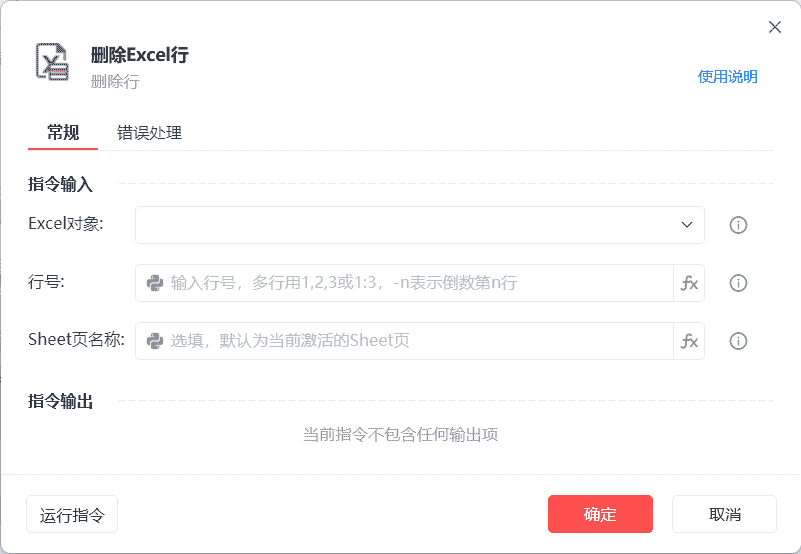 删除Excel行
删除行
使用说明
常规 错误处理
指令输入
Excel对象:
行号: 输入行号，多行用1,2,3或1:3，-n表示倒数第n行 fx
Sheet页名称: 选填，默认为当前激活的Sheet页 fx
指令输出
当前指令不包含任何输出项
运行指令 确定 取消